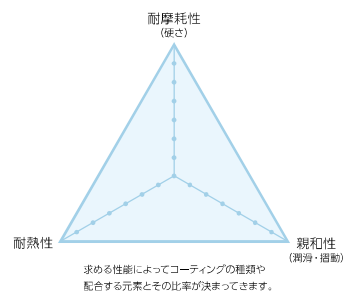 耐摩耗性
(硬さ)
耐熱性
親和性
(潤滑・摺動)
求める性能によってコーティングの種類や
配合する元素とその比率が決まってきます。